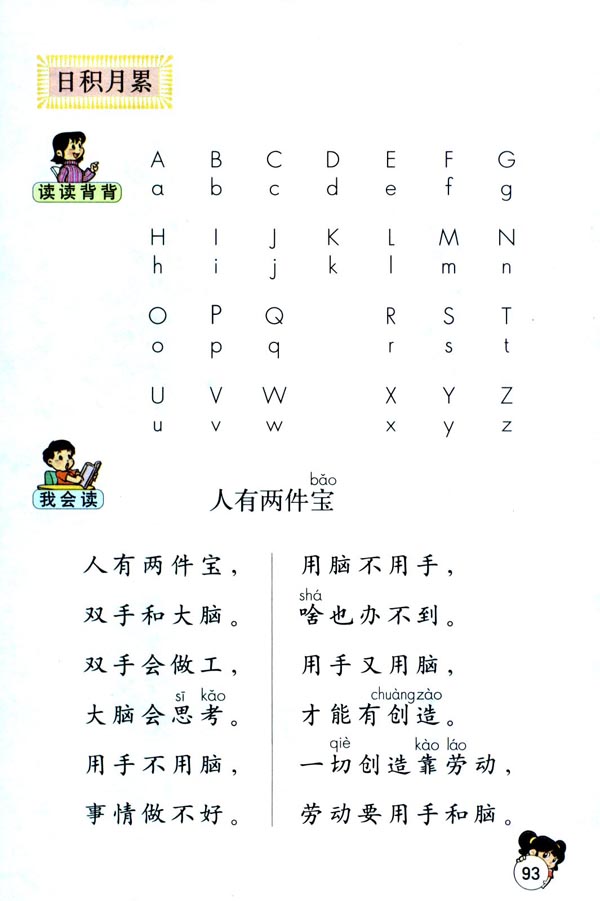 日积月累
读读背背
A B C D E F G
a b c d e f g
H I J K L M N
h i j k l m n
O P Q R S T
o p q r s t
U V W X Y Z
u v w x y z
我会读
bǎo
人有两件宝
人有两件宝，
双手和大脑。
双手会做工，
sī kǎo
大脑会思考。
用手不用脑，
事情做不好。
用脑不用手，
shá
啥也办不到。
用手又用脑，
chuàngzào
才能有创造。
qiè kào láo
一切创造靠劳动，
劳动要用手和脑。
93